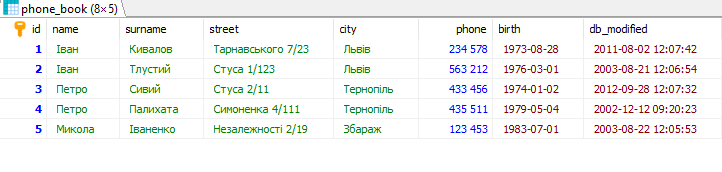 phone_book (8×5)
id name surname street city phone birth db_modified
1 Іван Кивалов Тарнавського 7/23 Львів 234 578 1973-08-28 2011-08-02 12:07:42
2 Іван Тлустий Стуса 1/123 Львів 563 212 1976-03-01 2003-08-21 12:06:54
3 Петро Сивий Стуса 2/11 Тернопіль 433 456 1974-01-02 2012-09-28 12:07:32
4 Петро Палихата Симоненка 4/111 Тернопіль 435 511 1979-05-04 2002-12-12 09:20:23
5 Микола Іваненко Незалежності 2/19 Збараж 123 453 1983-07-01 2003-08-22 12:05:53